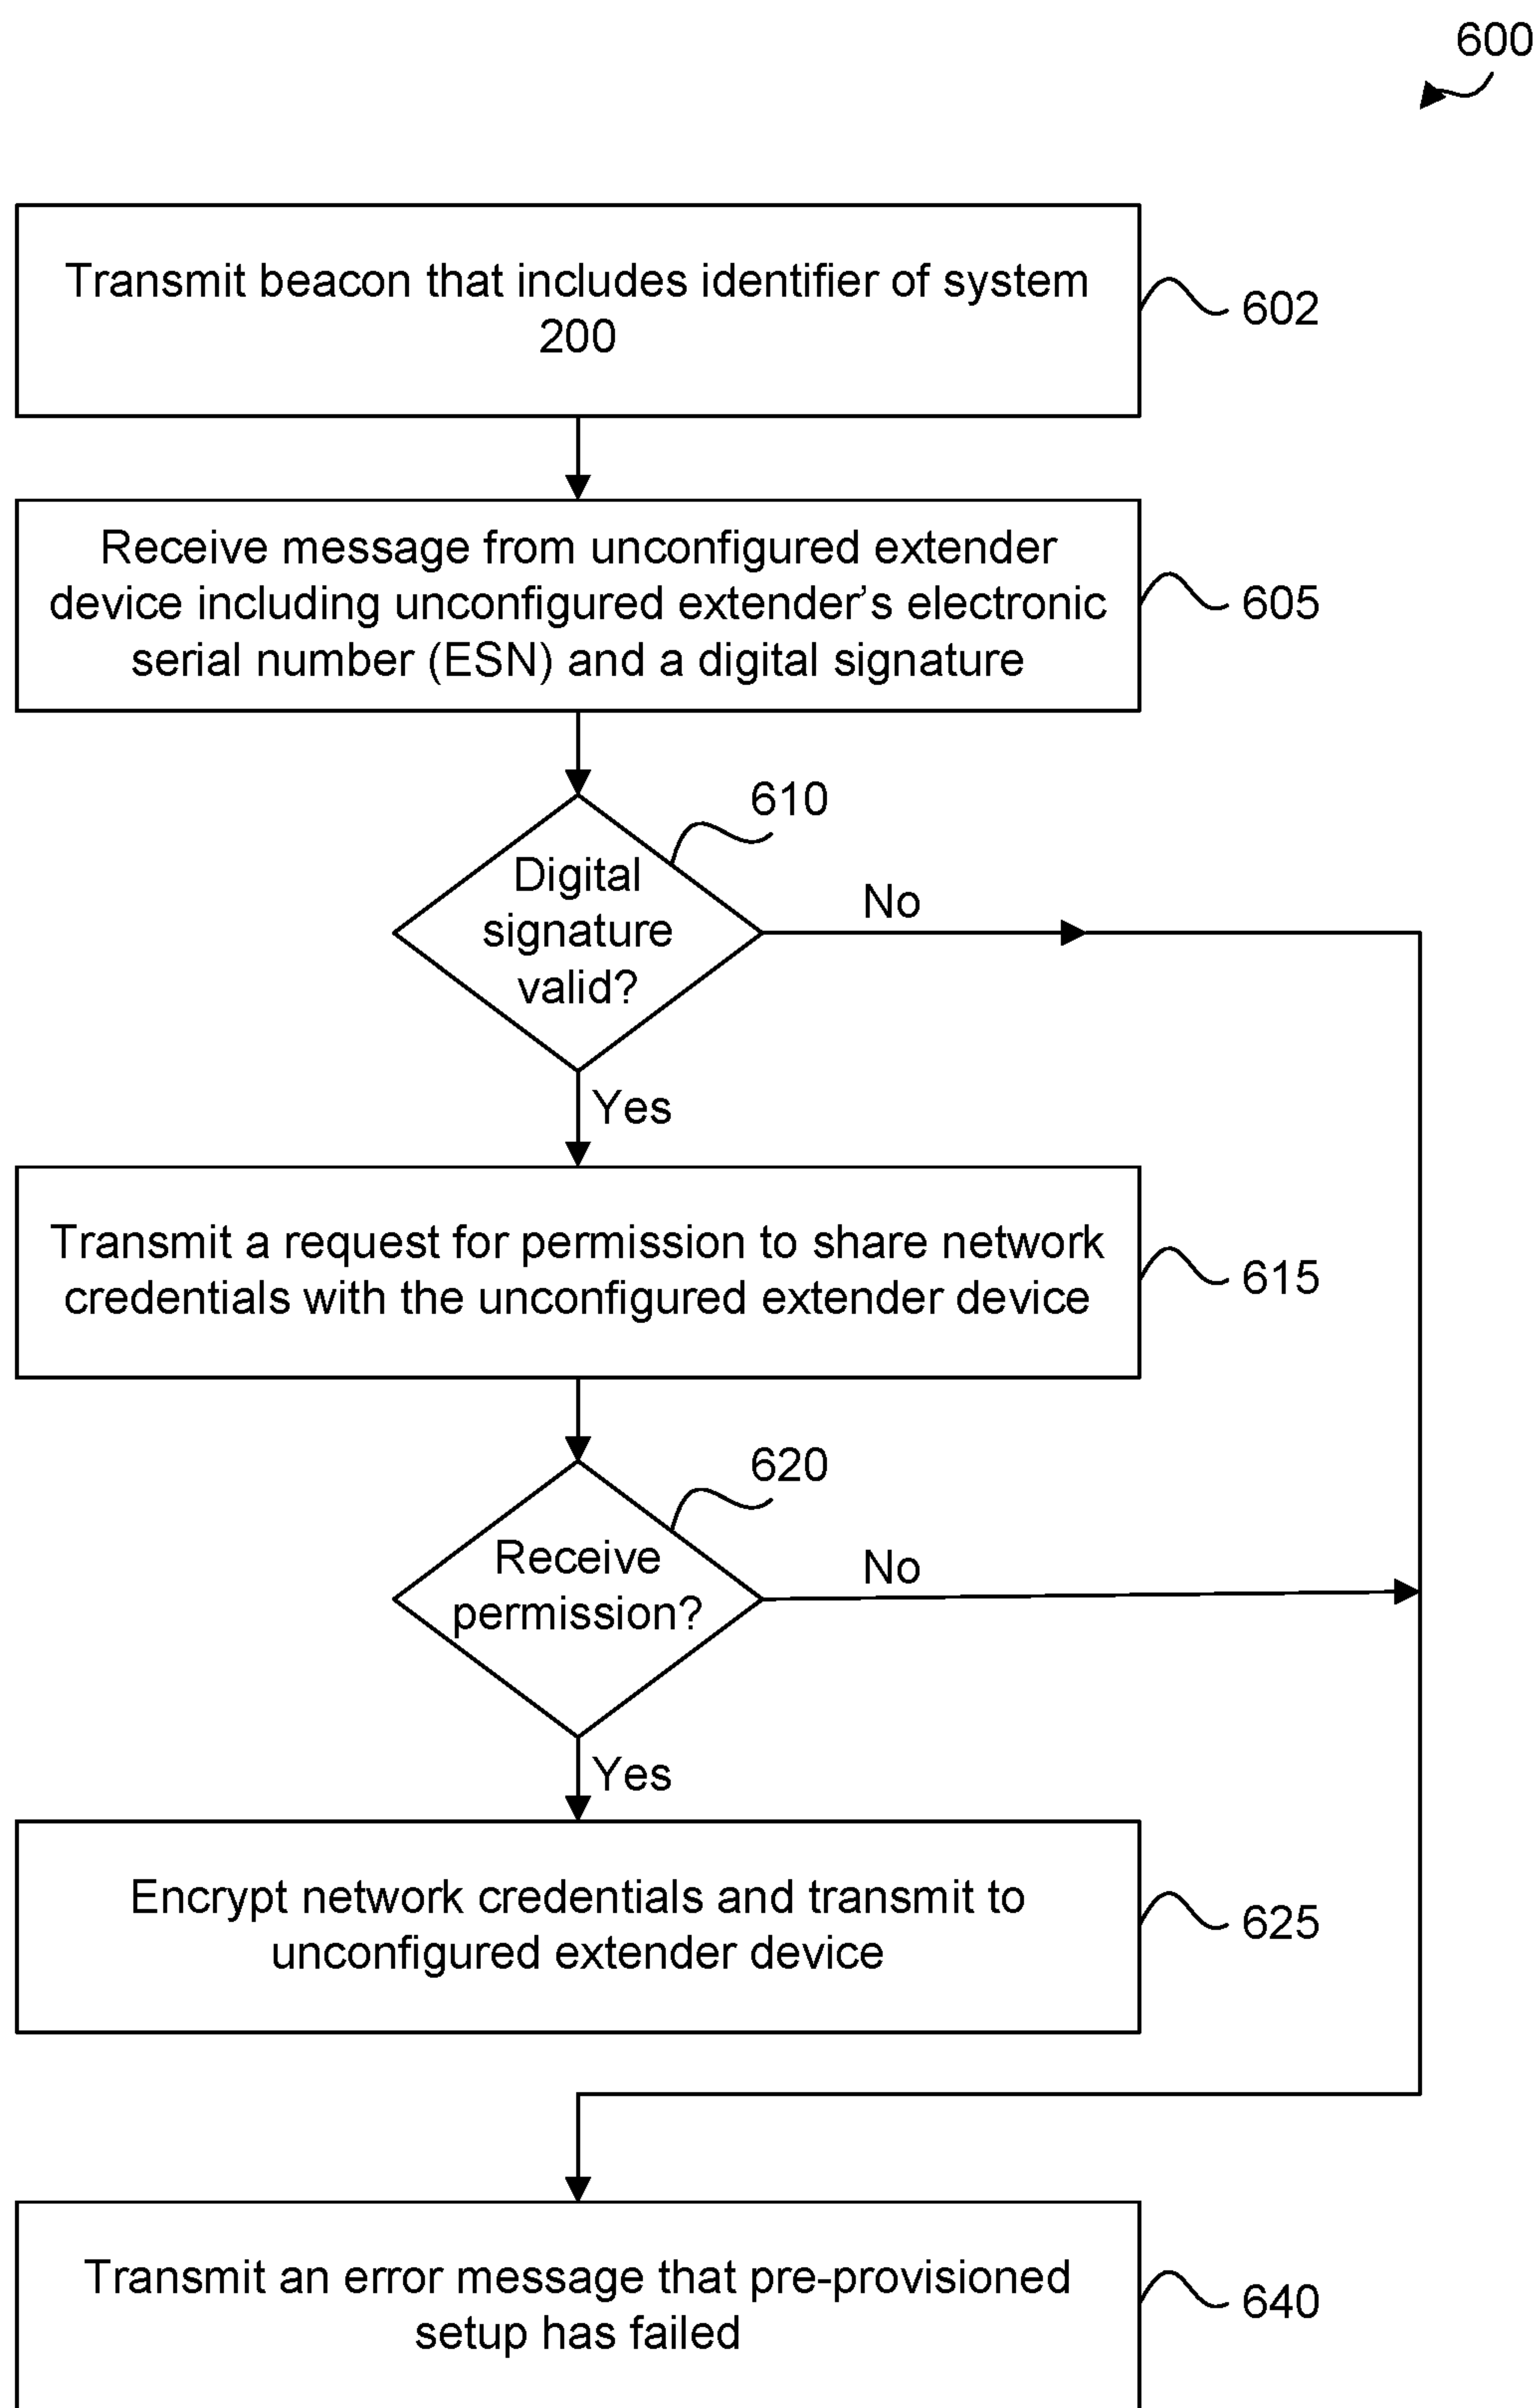 600
Transmit beacon that includes identifier of system
200
602
Receive message from unconfigured extender
device including unconfigured extender’s electronic
serial number (ESN) and a digital signature
605
610
Digital
signature
valid?
No
Yes
Transmit a request for permission to share network
credentials with the unconfigured extender device
615
620
Receive
permission?
No
Yes
Encrypt network credentials and transmit to
unconfigured extender device
625
Transmit an error message that pre-provisioned
setup has failed
640